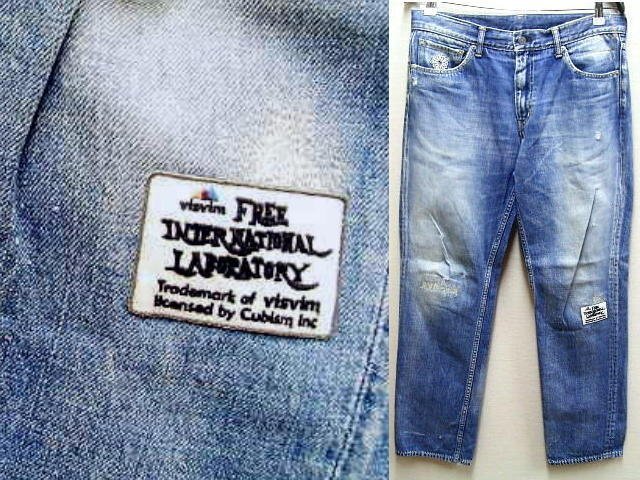 visvim FREE
INTERNATIONAL
LABORATORY
Trademark of visvim
licensed by Cubism Inc